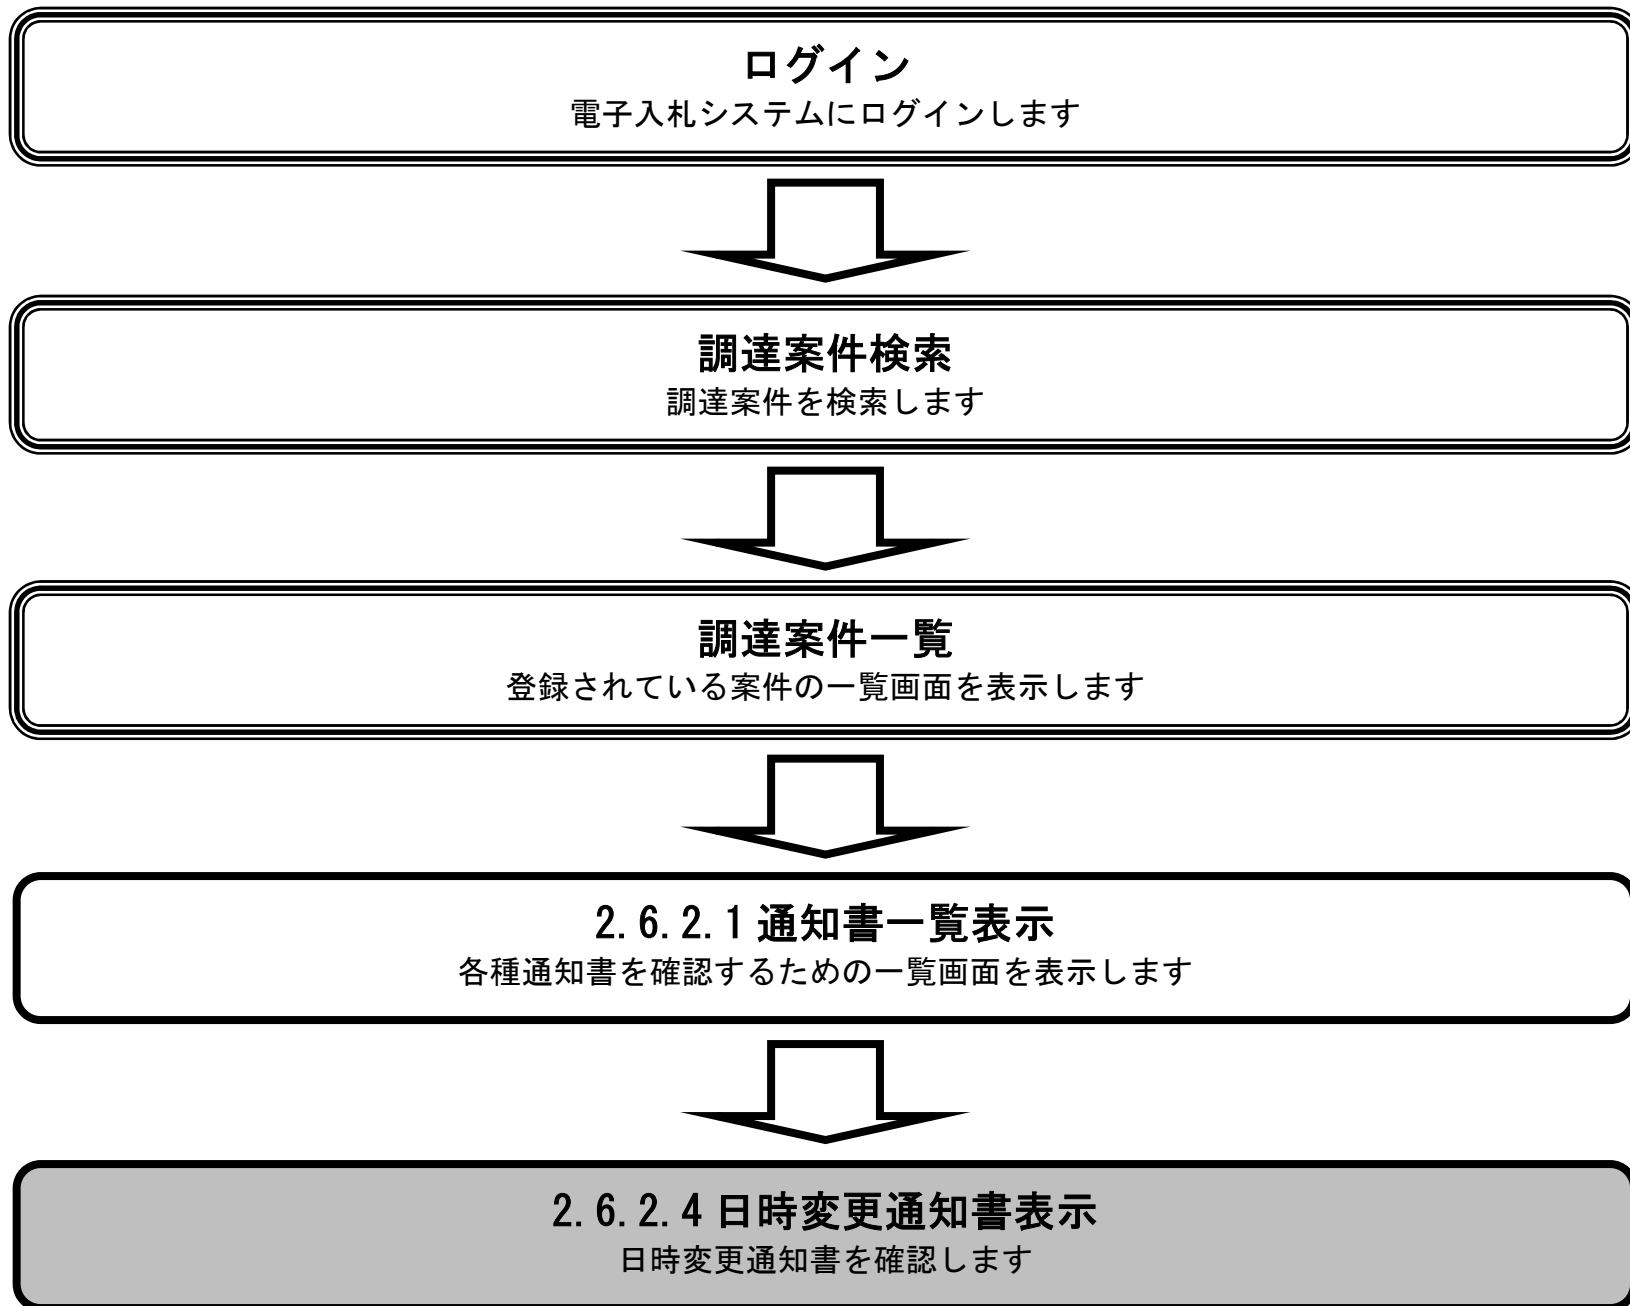 ログイン
電子入札システムにログインします
調達案件検索
調達案件を検索します
調達案件一覧
登録されている案件の一覧画面を表示します
2.6.2.1 通知書一覧表示
各種通知書を確認するための一覧画面を表示します
2.6.2.4 日時変更通知書表示
日時変更通知書を確認します